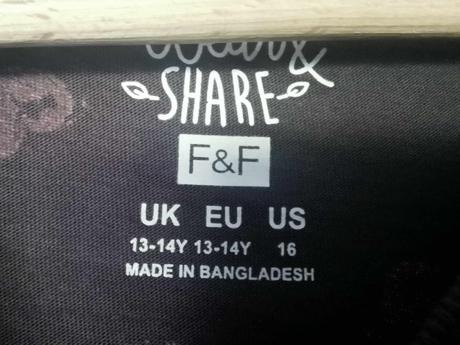 &
SHARE
F&F
UK EU US
13-14Y 13-14Y 16
MADE IN BANGLADESH